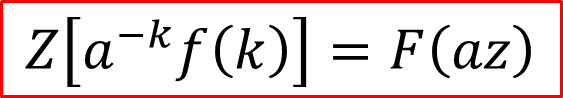 Z[a^{-k}f(k)] = F(az)